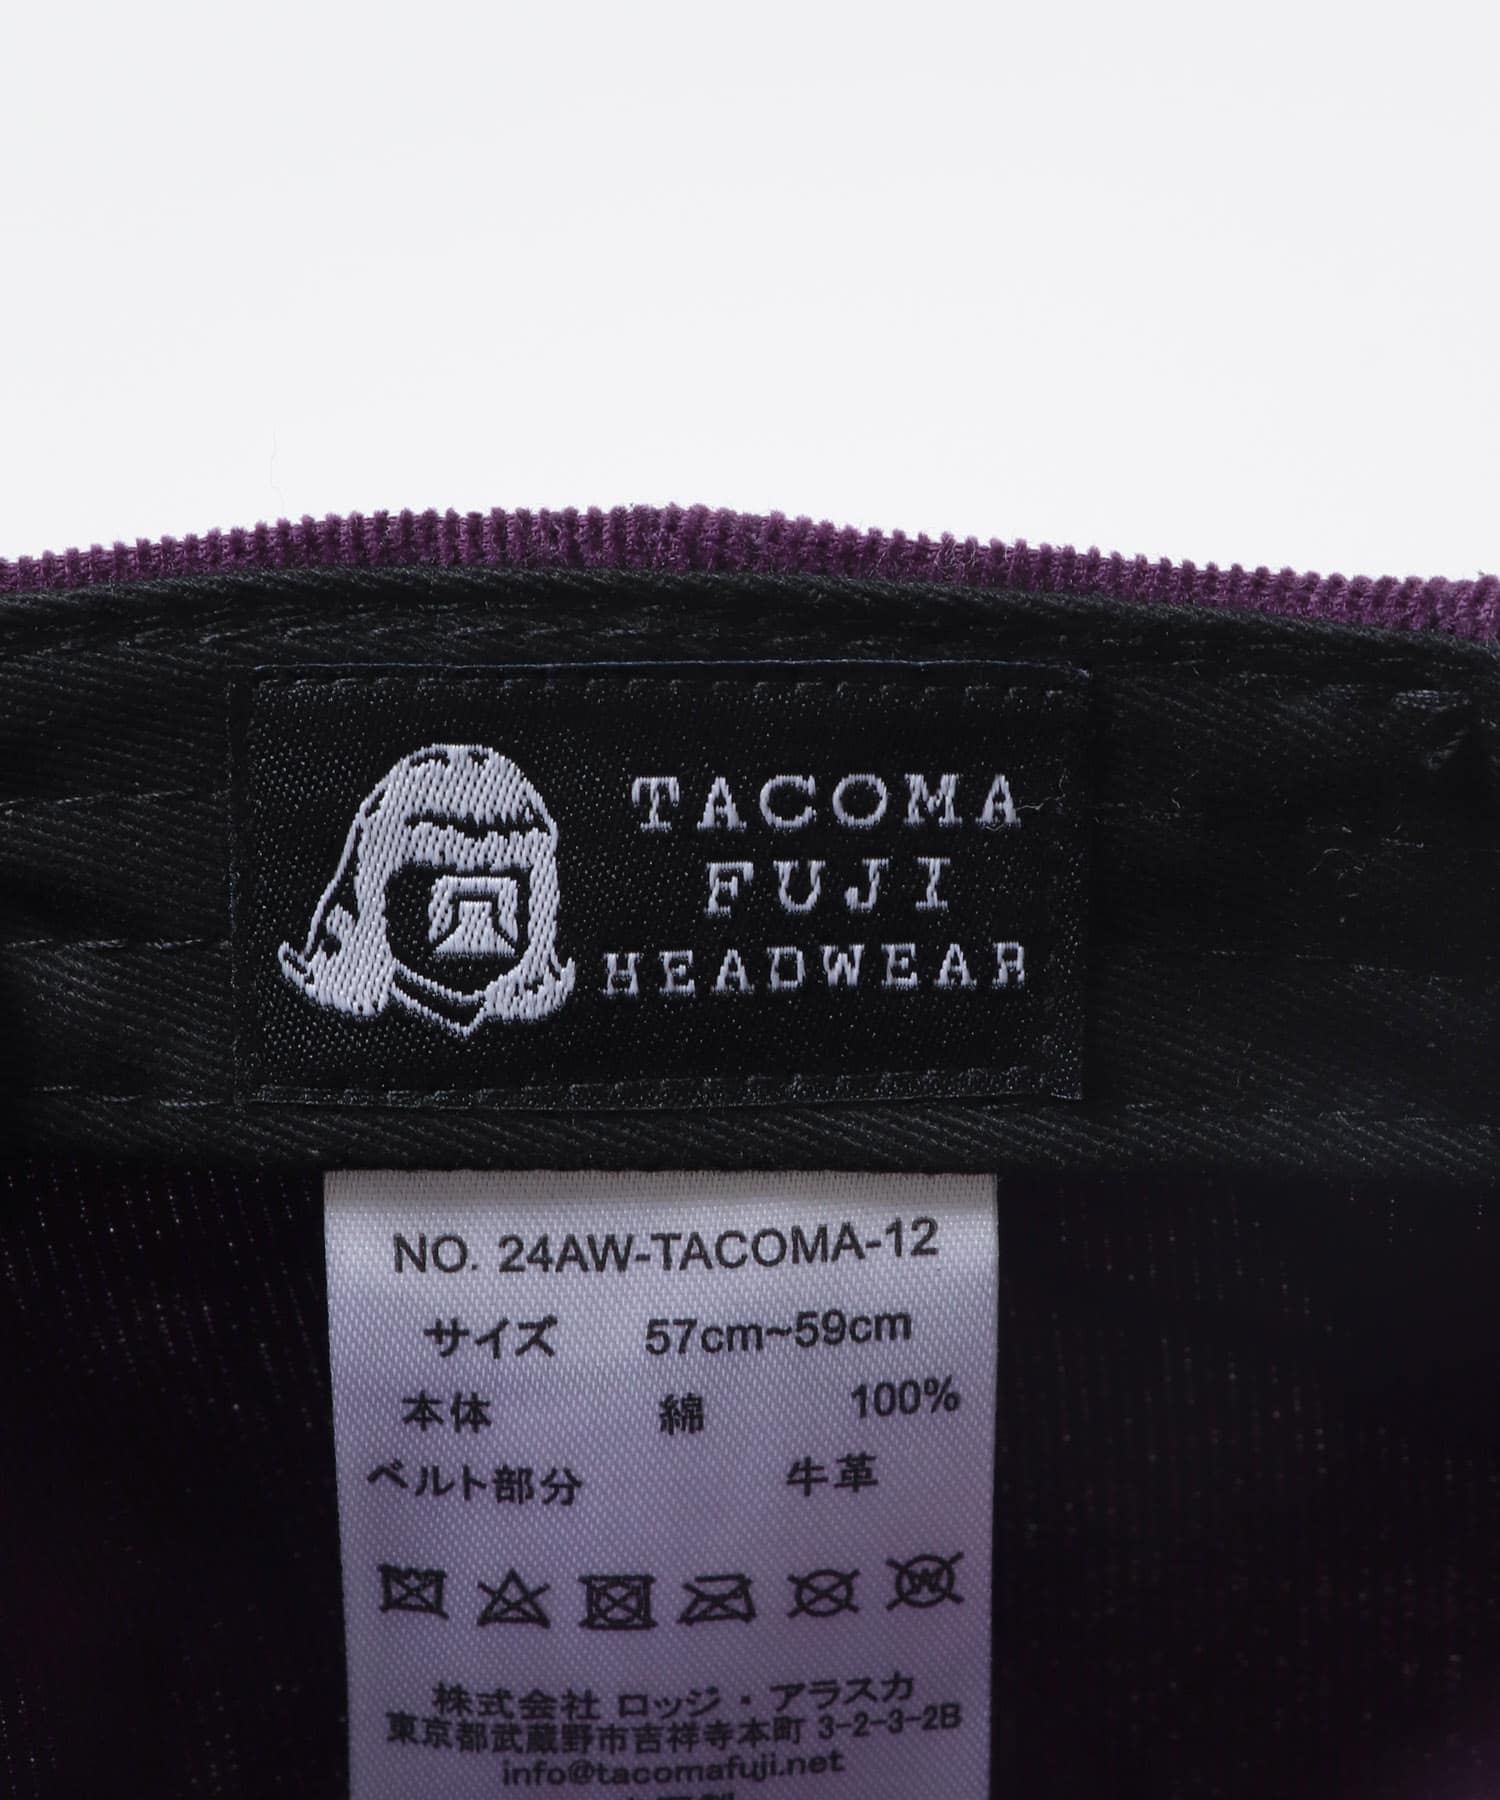 TACOMA
FUJI
HEADWEAR
NO. 24AW-TACOMA-12
サイズ 57cm~59cm
本体 綿 100%
ベルト部分 牛革
株式会社 ロッジ・アラスカ
東京都武蔵野市吉祥寺本町 3-2-3-2B
info@tacomafuji.net